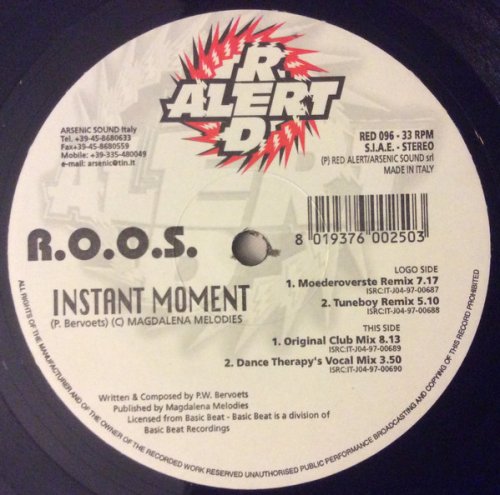 RED
ALERT
ARSENIC SOUND Italy
Tel. +39-45-8680633
Fax+39-45-8680559
Mobile: +39-335-480049
e-mail: arsenic@tin.it
RED 096 - 33 RPM
S.I.A.E. - STEREO
(P) RED ALERT/ARSENIC SOUND srl
MADE IN ITALY
8 019376 002503
R.O.O.S.
INSTANT MOMENT
(P. Bervoets) (C) MAGDALENA MELODIES
LOGO SIDE
1. Moederoverste Remix 7.17
ISRC:IT-J04-97-00687
2. Tuneboy Remix 5.10
ISRC:IT-J04-97-00688
THIS SIDE
1. Original Club Mix 8.13
ISRC:IT-J04-97-00689
2. Dance Therapy's Vocal Mix 3.50
ISRC:IT-J04-97-00690
Written & Composed by P.W. Bervoets
Published by Magdalena Melodies
Licensed from Basic Beat - Basic Beat is a division of
Basic Beat Recordings
ALL RIGHTS OF THE MANUFACTURER AND OF THE OWNER OF THE RECORDED WORK RESERVED UNAUTHORISED PUBLIC PERFORMANCE BROADCASTING AND COPYING OF THIS RECORD PROHIBITED